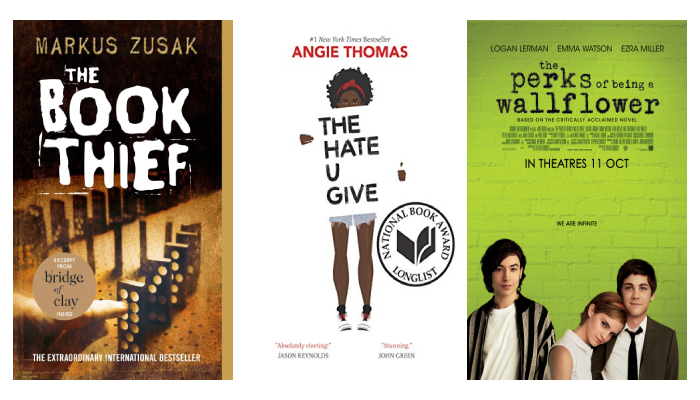 MARKUS ZUSAK
THE
BOOK
THIEF
EXCERPT
FROM
bridge
of
clay
INSIDE
THE EXTRAORDINARY INTERNATIONAL BESTSELLER
#1 New York Times Bestseller
ANGIE THOMAS
THE
HATE
U
GIVE
NATIONAL BOOK AWARD
LONGLIST
"Absolutely riveting!"
JASON REYNOLDS
"Stunning."
JOHN GREEN
LOGAN LERMAN EMMA WATSON EZRA MILLER
the
perks of being a
wallflower
BASED ON THE CRITICALLY ACCLAIMED NOVEL
IN THEATRES 11 OCT
WE ARE INFINITE